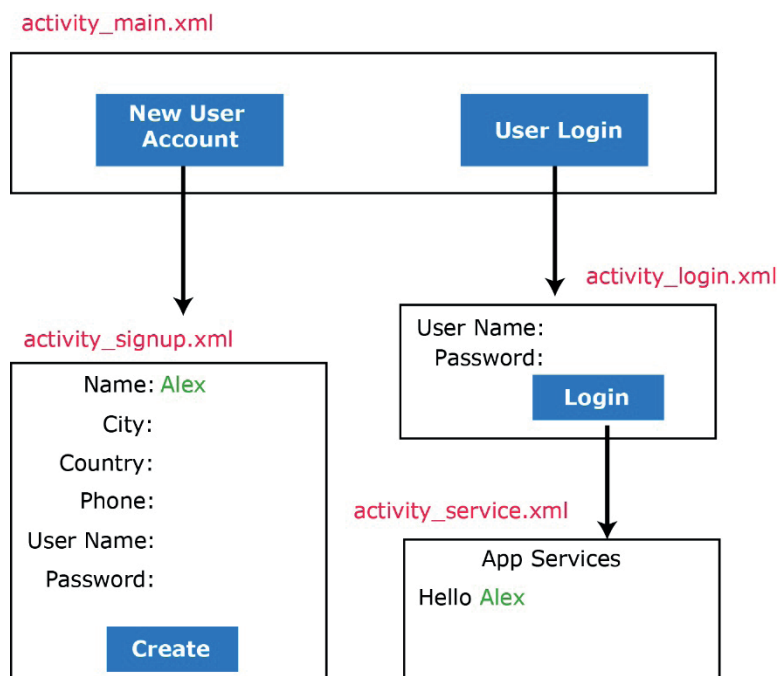 activity_main.xml
New User
Account
User Login
activity_signup.xml
Name: Alex
City:
Country:
Phone:
User Name:
Password:
Create
activity_login.xml
User Name:
Password:
Login
activity_service.xml
App Services
Hello Alex